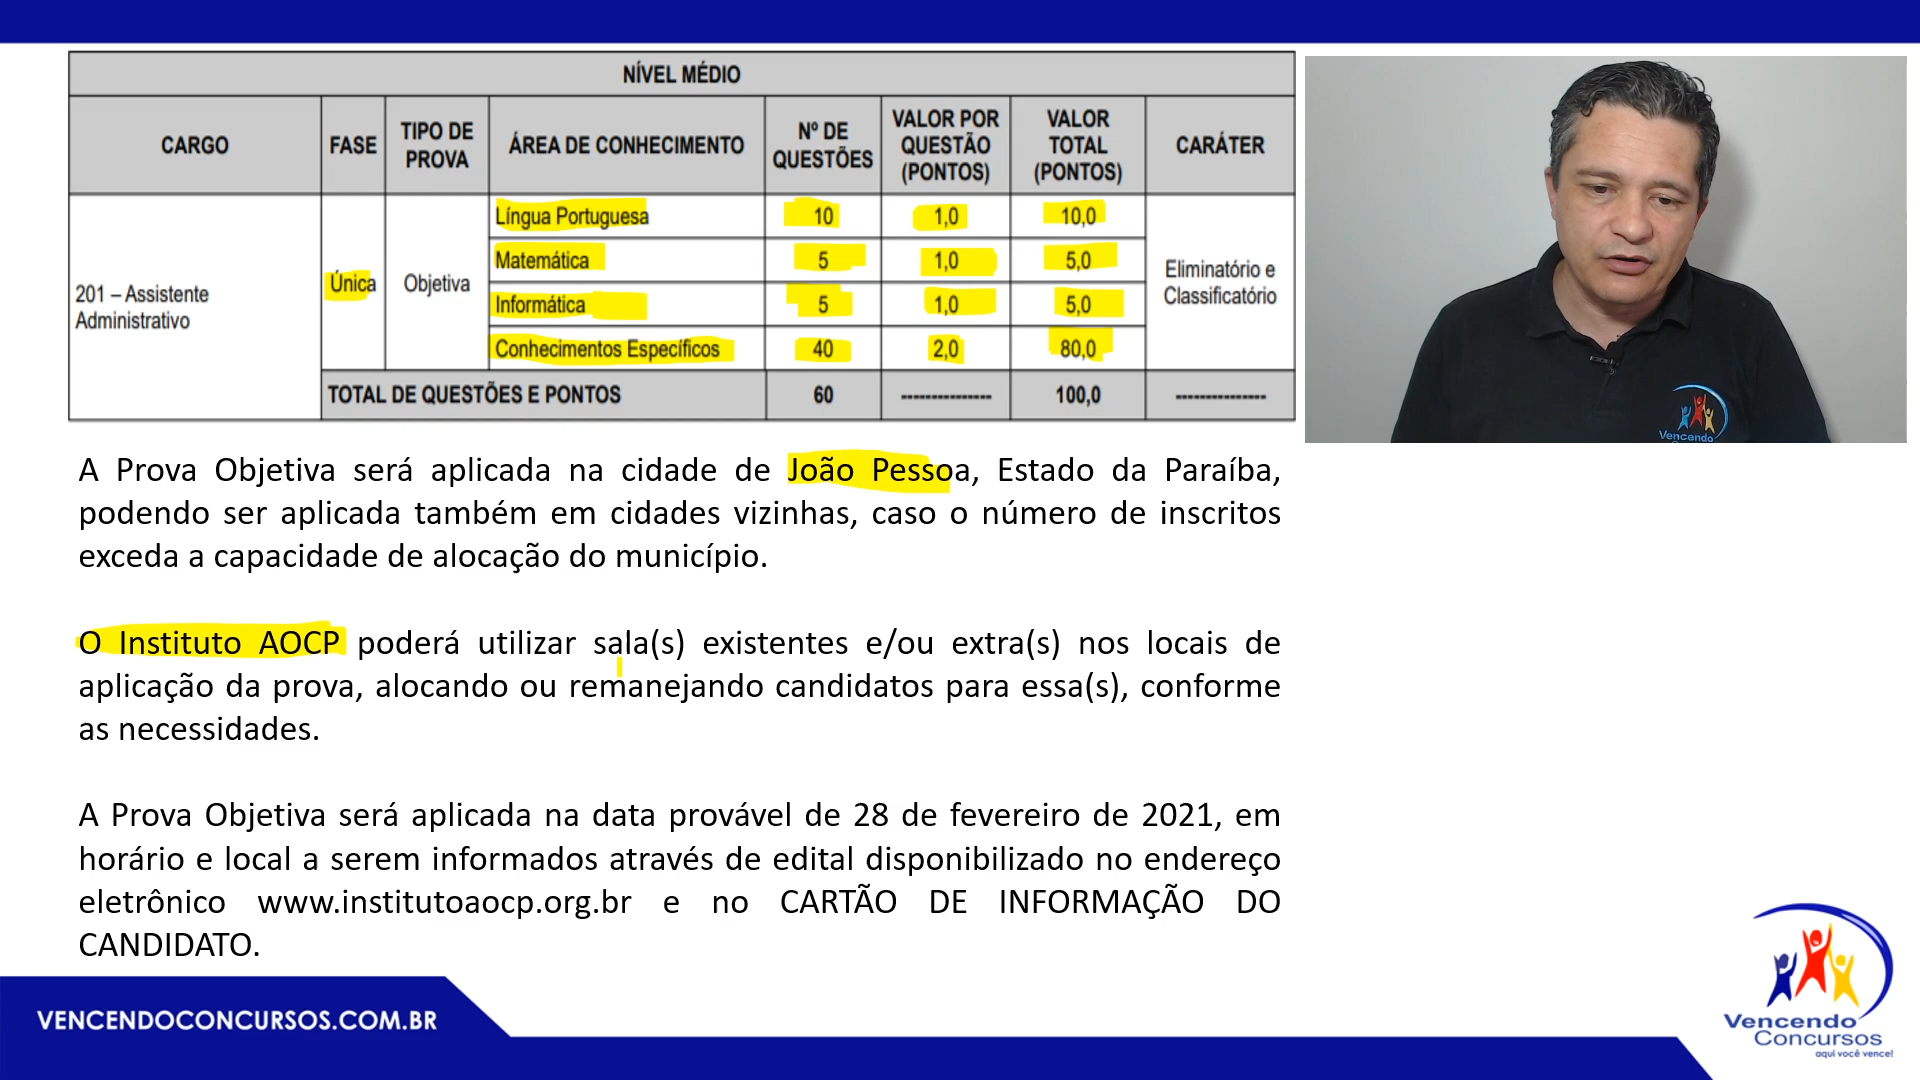 NÍVEL MÉDIO
CARGO FASE TIPO DE PROVA ÁREA DE CONHECIMENTO Nº DE QUESTÕES VALOR POR QUESTÃO (PONTOS) VALOR TOTAL (PONTOS) CARÁTER
201 – Assistente Administrativo Única Objetiva Língua Portuguesa 10 1,0 10,0 Eliminatório e Classificatório
Matemática 5 1,0 5,0
Informática 5 1,0 5,0
Conhecimentos Específicos 40 2,0 80,0
TOTAL DE QUESTÕES E PONTOS 60 --------------- 100,0 ---------------
A Prova Objetiva será aplicada na cidade de João Pessoa, Estado da Paraíba,
podendo ser aplicada também em cidades vizinhas, caso o número de inscritos
exceda a capacidade de alocação do município.
O Instituto AOCP poderá utilizar sala(s) existentes e/ou extra(s) nos locais de
aplicação da prova, alocando ou remanejando candidatos para essa(s), conforme
as necessidades.
A Prova Objetiva será aplicada na data provável de 28 de fevereiro de 2021, em
horário e local a serem informados através de edital disponibilizado no endereço
eletrônico www.institutoaocp.org.br e no CARTÃO DE INFORMAÇÃO DO
CANDIDATO.
Vencendo
VENCENDOCONCURSOS.COM.BR
Vencendo
Concursos
aqui você vence!